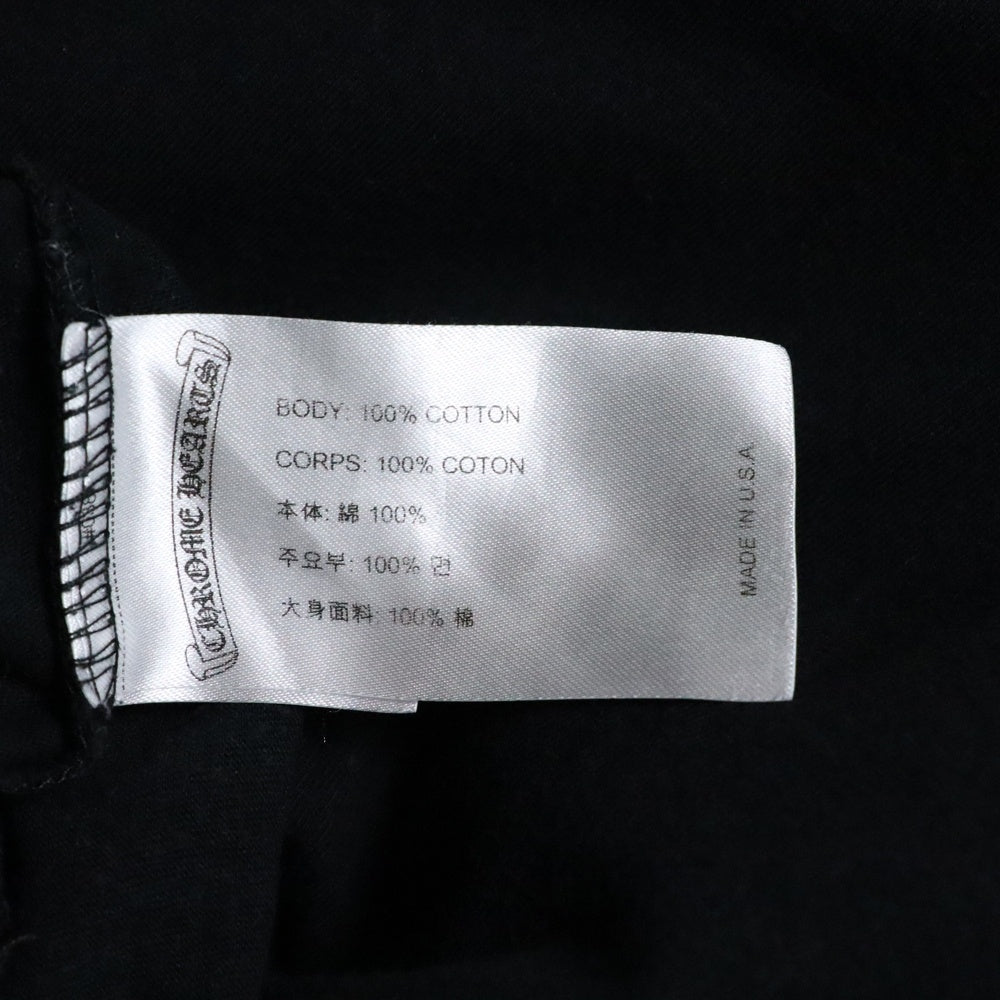 CHROME HEARTS
BODY: 100% COTTON
CORPS: 100% COTON
本体: 綿 100%
주요부: 100% 면
大身面料 100% 棉
MADE IN U.S.A